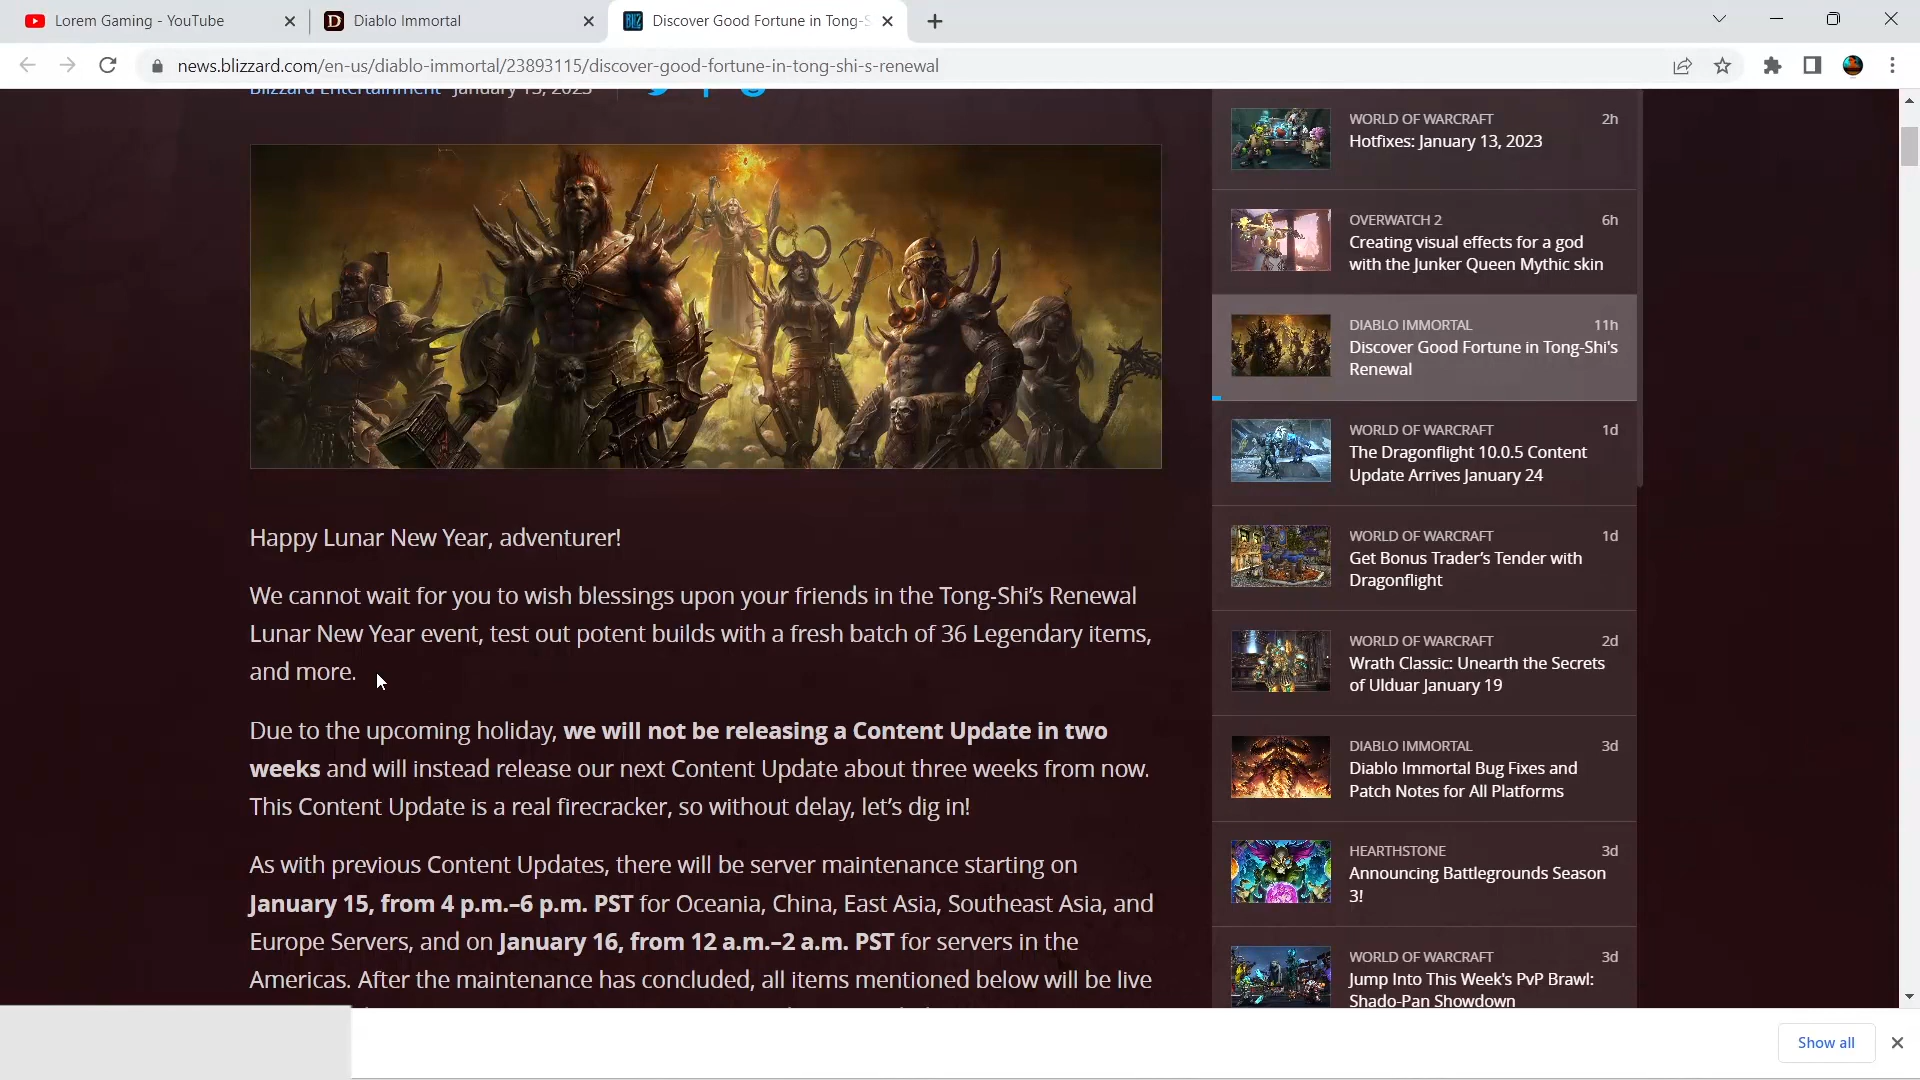 Lorem Gaming - YouTube
Diablo Immortal
Discover Good Fortune in Tong-S
news.blizzard.com/en-us/diablo-immortal/23893115/discover-good-fortune-in-tong-shi-s-renewal
Blizzard Entertainment January 13, 2023
Happy Lunar New Year, adventurer!
We cannot wait for you to wish blessings upon your friends in the Tong-Shi's Renewal
Lunar New Year event, test out potent builds with a fresh batch of 36 Legendary items,
and more.
Due to the upcoming holiday, we will not be releasing a Content Update in two
weeks and will instead release our next Content Update about three weeks from now.
This Content Update is a real firecracker, so without delay, let's dig in!
As with previous Content Updates, there will be server maintenance starting on
January 15, from 4 p.m.–6 p.m. PST for Oceania, China, East Asia, Southeast Asia, and
Europe Servers, and on January 16, from 12 a.m.–2 a.m. PST for servers in the
Americas. After the maintenance has concluded, all items mentioned below will be live
WORLD OF WARCRAFT 2h
Hotfixes: January 13, 2023
OVERWATCH 2 6h
Creating visual effects for a god
with the Junker Queen Mythic skin
DIABLO IMMORTAL 11h
Discover Good Fortune in Tong-Shi's
Renewal
WORLD OF WARCRAFT 1d
The Dragonflight 10.0.5 Content
Update Arrives January 24
WORLD OF WARCRAFT 1d
Get Bonus Trader's Tender with
Dragonflight
WORLD OF WARCRAFT 2d
Wrath Classic: Unearth the Secrets
of Ulduar January 19
DIABLO IMMORTAL 3d
Diablo Immortal Bug Fixes and
Patch Notes for All Platforms
HEARTHSTONE 3d
Announcing Battlegrounds Season
3!
WORLD OF WARCRAFT 3d
Jump Into This Week's PvP Brawl:
Shado-Pan Showdown
Show all